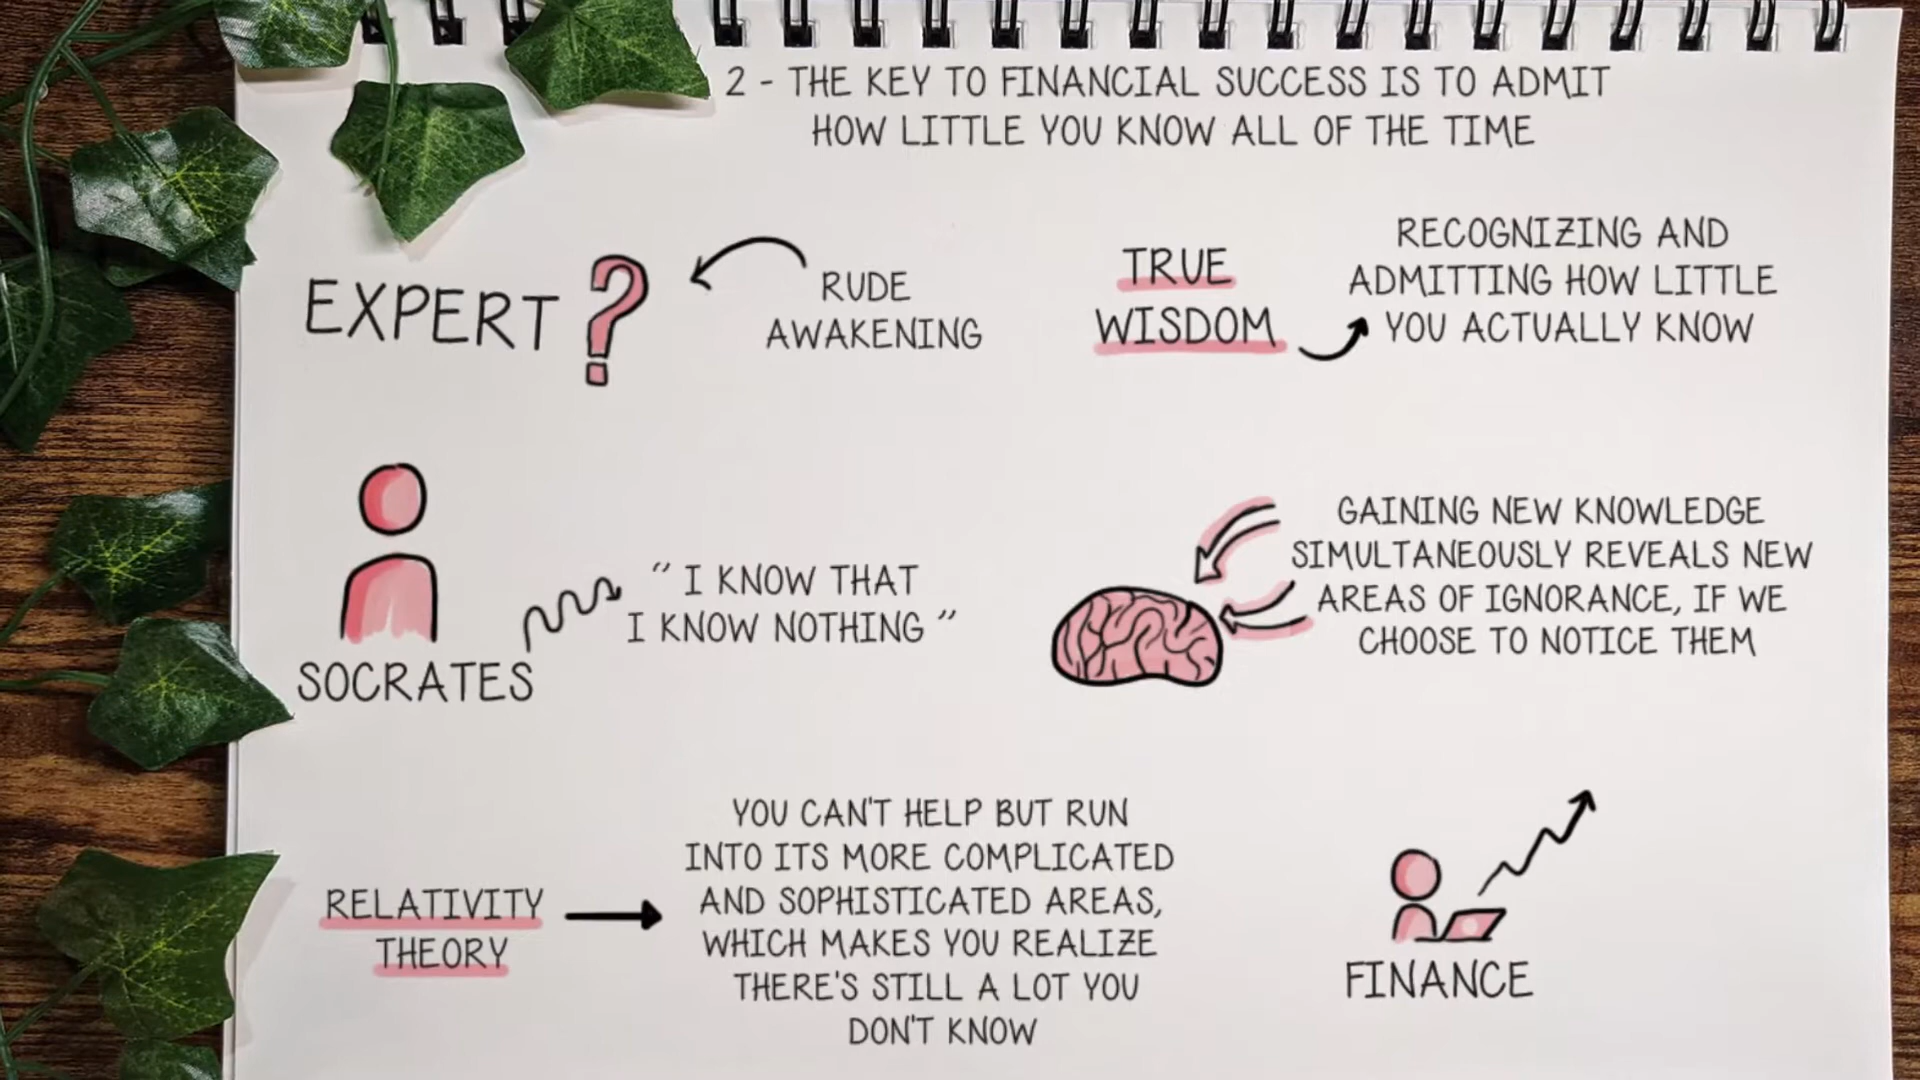 2 - THE KEY TO FINANCIAL SUCCESS IS TO ADMIT
HOW LITTLE YOU KNOW ALL OF THE TIME
EXPERT ?
RUDE
AWAKENING
TRUE
WISDOM
RECOGNIZING AND
ADMITTING HOW LITTLE
YOU ACTUALLY KNOW
SOCRATES
" I KNOW THAT
I KNOW NOTHING "
GAINING NEW KNOWLEDGE
SIMULTANEOUSLY REVEALS NEW
AREAS OF IGNORANCE, IF WE
CHOOSE TO NOTICE THEM
RELATIVITY
THEORY
YOU CAN'T HELP BUT RUN
INTO ITS MORE COMPLICATED
AND SOPHISTICATED AREAS,
WHICH MAKES YOU REALIZE
THERE'S STILL A LOT YOU
DON'T KNOW
FINANCE